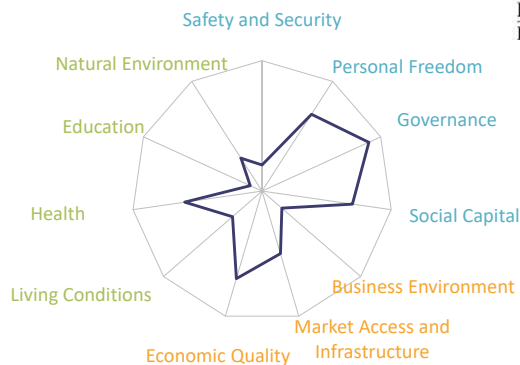 Safety and Security
Natural Environment
Personal Freedom
Education
Governance
Health
Social Capital
Living Conditions
Business Environment
Market Access and
Infrastructure
Economic Quality